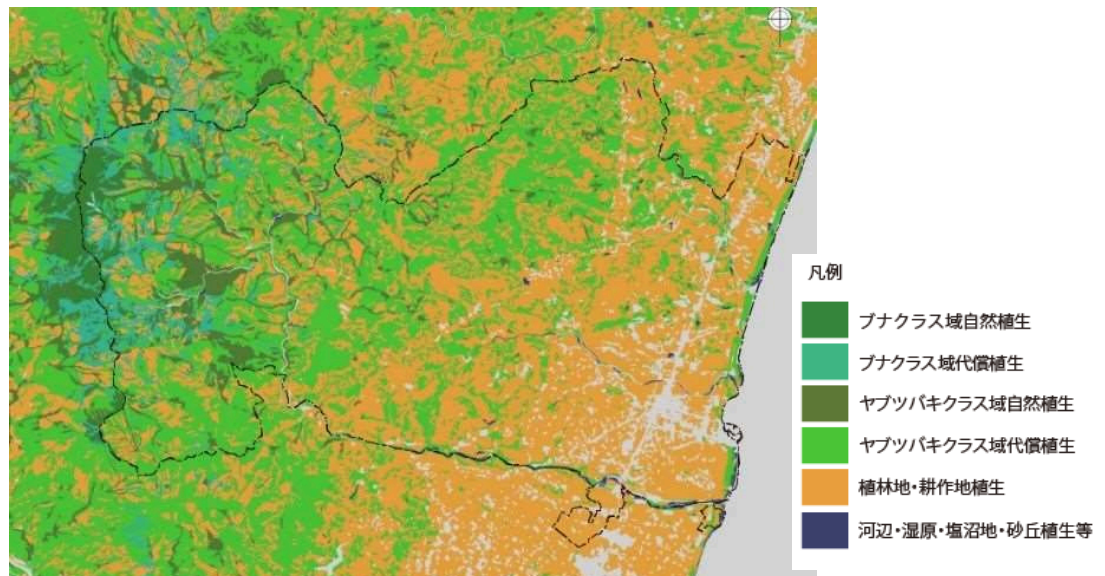 凡例
ブナクラス域自然植生
ブナクラス域代償植生
ヤブツバキクラス域自然植生
ヤブツバキクラス域代償植生
植林地・耕作地植生
河辺・湿原・塩沼地・砂丘植生等